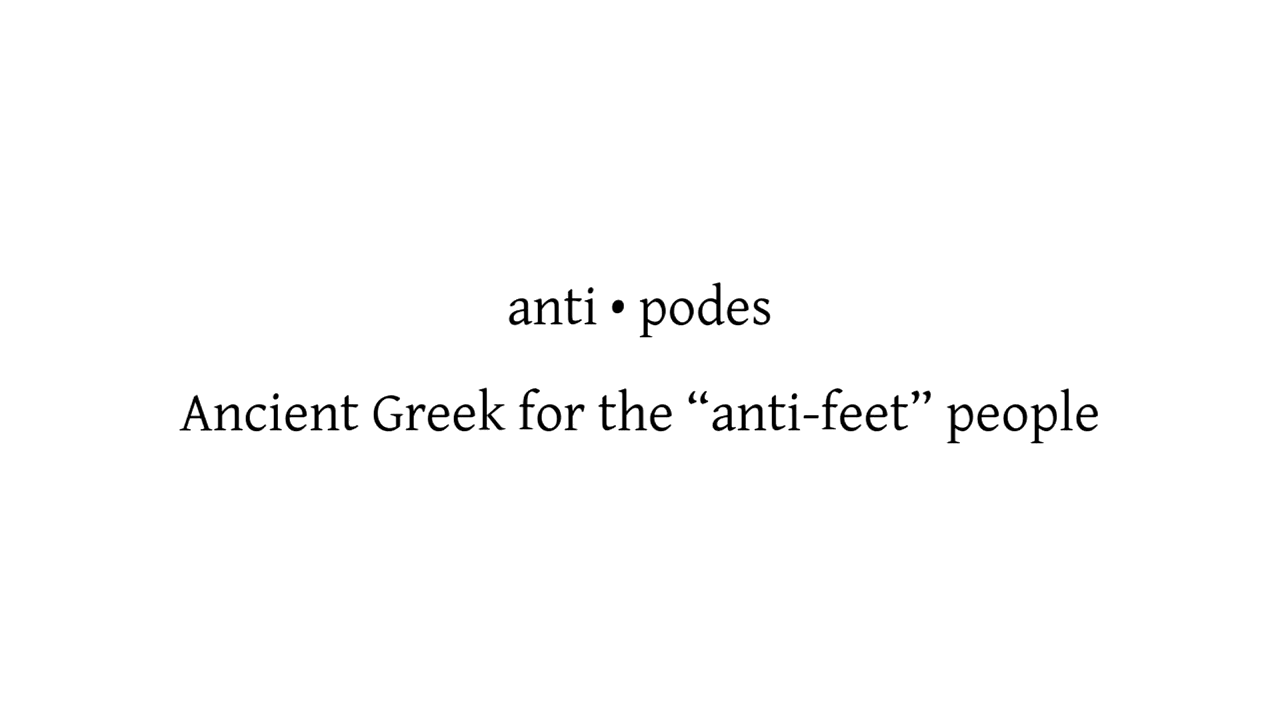 anti • podes
Ancient Greek for the “anti-feet” people